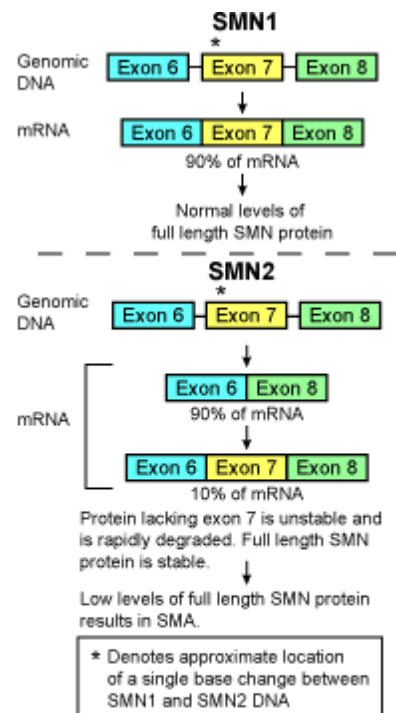 SMN1
*
Genomic
DNA
Exon 6 Exon 7 Exon 8
mRNA
Exon 6 Exon 7 Exon 8
90% of mRNA
Normal levels of
full length SMN protein
SMN2
*
Genomic
DNA
Exon 6 Exon 7 Exon 8
mRNA
Exon 6 Exon 8
90% of mRNA
Exon 6 Exon 7 Exon 8
10% of mRNA
Protein lacking exon 7 is unstable and
is rapidly degraded. Full length SMN
protein is stable.
Low levels of full length SMN protein
results in SMA.
* Denotes approximate location
of a single base change between
SMN1 and SMN2 DNA